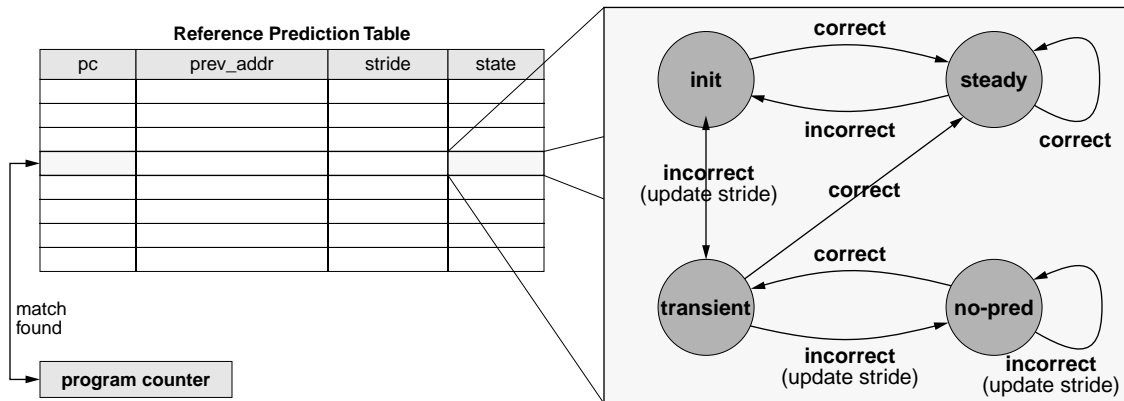 Reference Prediction Table
pc prev_addr stride state
match
found
program counter
correct
init steady
incorrect
correct
incorrect
(update stride)
correct
correct
transient no-pred
incorrect
(update stride)
incorrect
(update stride)